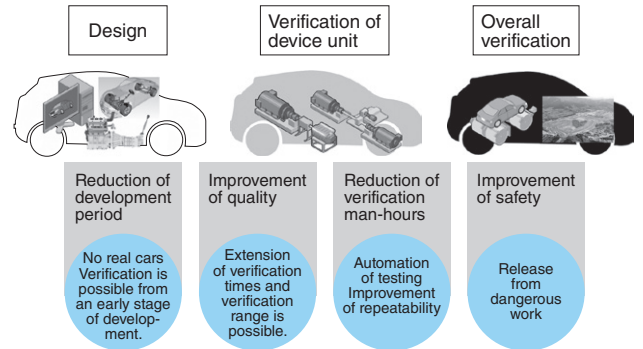 Design
Verification of
device unit
Overall
verification
Reduction of
development
period
Improvement
of quality
Reduction of
verification
man-hours
Improvement
of safety
No real cars
Verification is
possible from
an early stage
of develop-
ment.
Extension
of verification
times and
verification
range is
possible.
Automation
of testing
Improvement
of repeatability
Release
from
dangerous
work